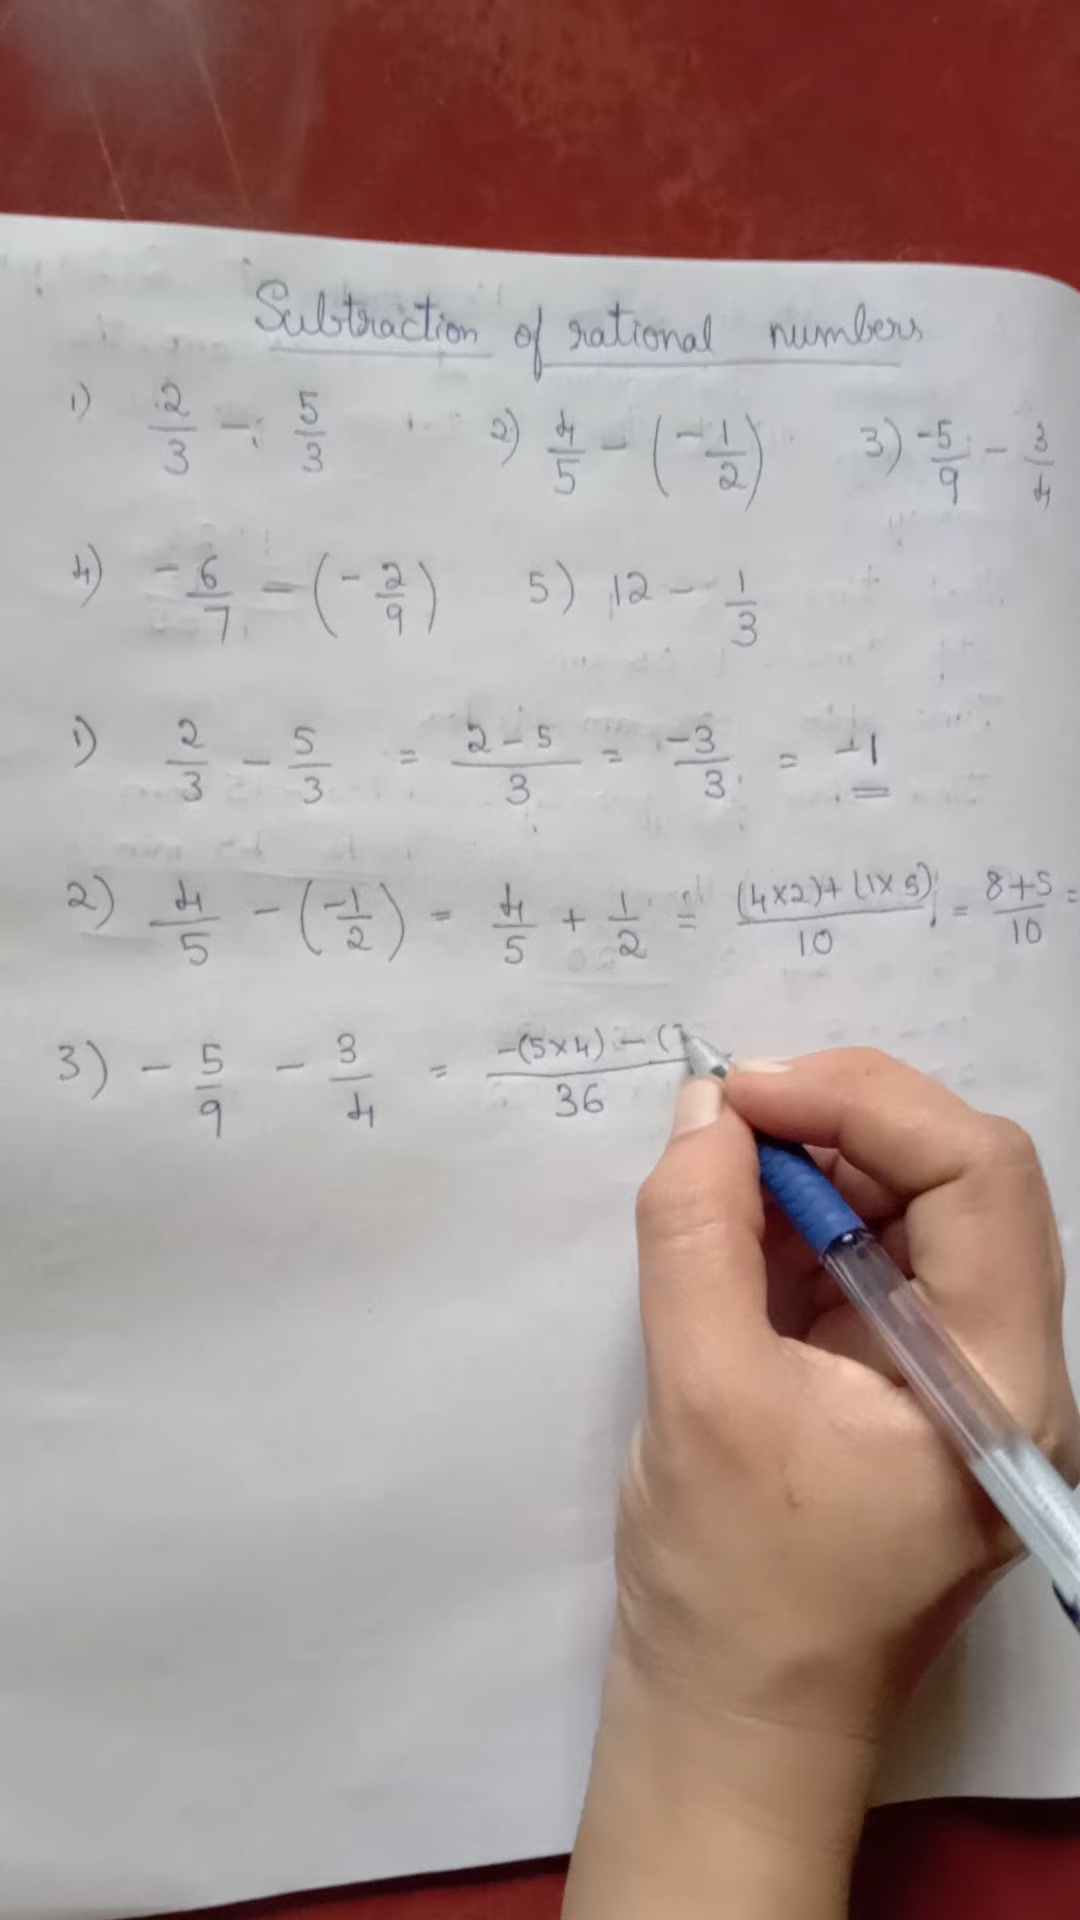 Subtraction of rational numbers
1) 2/3 - 5/3 2) 4/5 - (-1/2) 3) -5/9 - 3/4
4) -6/7 - (-2/9) 5) 12 - 1/3
1) 2/3 - 5/3 = 2-5/3 = -3/3 = -1
2) 4/5 - (-1/2) = 4/5 + 1/2 = (4×2)+(1×5)/10 = 8+5/10 =
3) -5/9 - 3/4 = -(5×4) - (/36